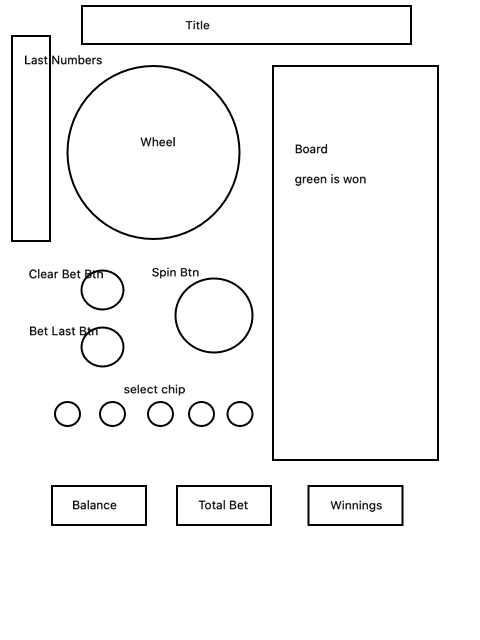 Title
Last Numbers
Wheel
Board
green is won
Clear Bet Btn
Spin Btn
Bet Last Btn
select chip
Balance
Total Bet
Winnings